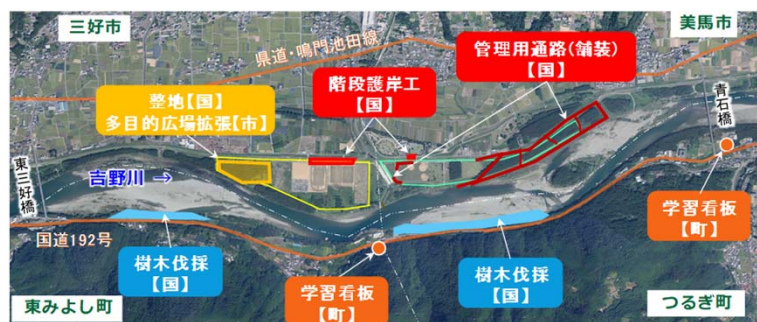 三好市
美馬市
県道・鳴門池田線
管理用通路(舗装)
【国】
階段護岸工
【国】
整地【国】
多目的広場拡張【市】
青石橋
東三好橋
吉野川 →
国道192号
学習看板
【町】
樹木伐採
【国】
樹木伐採
【国】
学習看板
【町】
東みよし町
つるぎ町